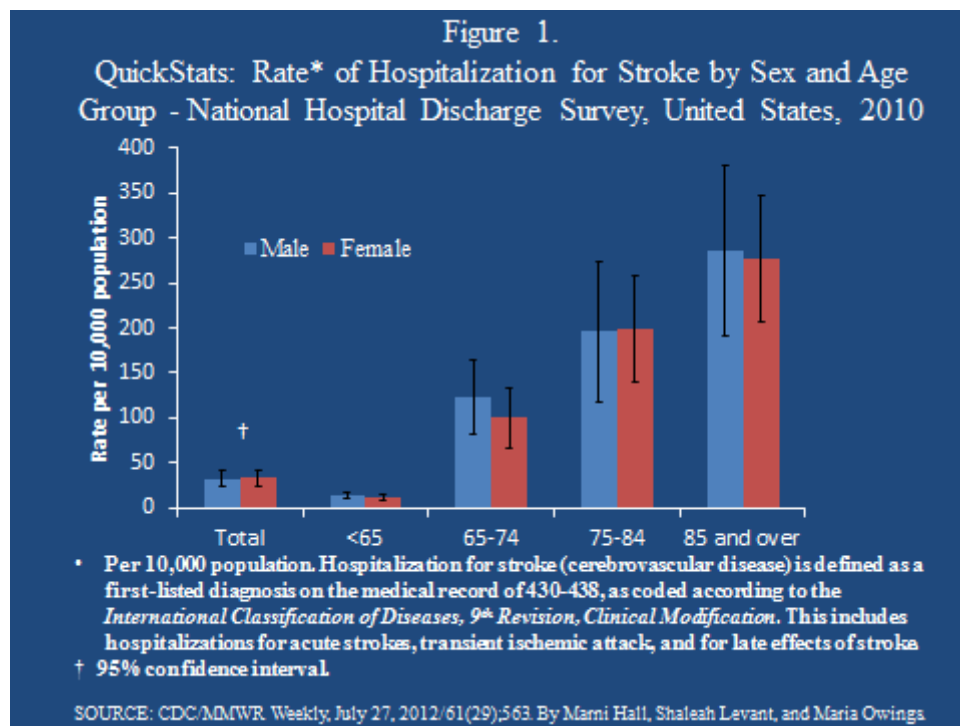 Figure 1.
QuickStats: Rate* of Hospitalization for Stroke by Sex and Age
Group - National Hospital Discharge Survey, United States, 2010
400
350
300
250
200
150
100
50
0
Rate per 10,000 population
Male Female
†
Total <65 65-74 75-84 85 and over
• Per 10,000 population. Hospitalization for stroke (cerebrovascular disease) is defined as a
first-listed diagnosis on the medical record of 430-438, as coded according to the
International Classification of Diseases, 9th Revision, Clinical Modification. This includes
hospitalizations for acute strokes, transient ischemic attack, and for late effects of stroke
† 95% confidence interval.
SOURCE: CDC/MMWR Weekly, July 27, 2012/61(29);563. By Marni Hall, Shaleah Levant, and Maria Owings.